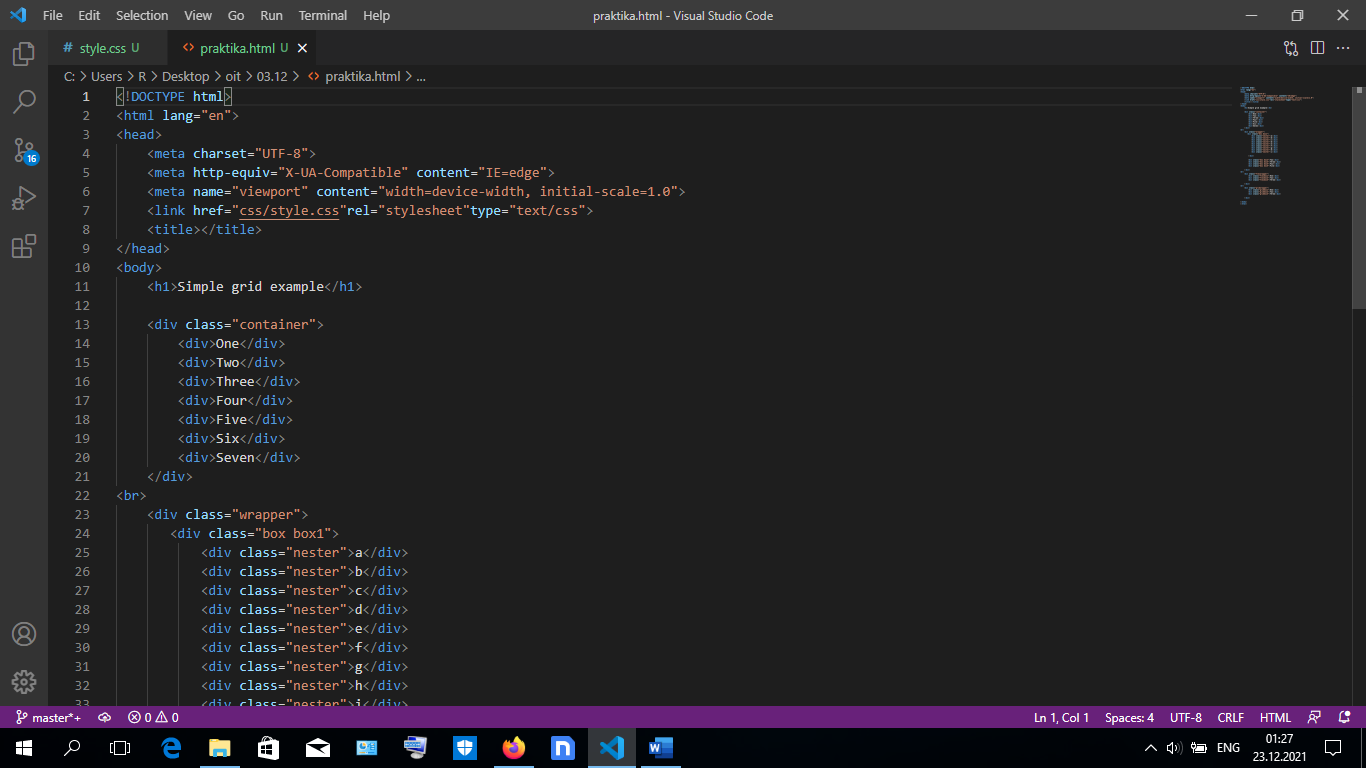 File Edit Selection View Go Run Terminal Help praktika.html - Visual Studio Code
# style.css U <> praktika.html U
C: > Users > R > Desktop > oit > 03.12 > <> praktika.html > ...
1 <!DOCTYPE html>
2 <html lang="en">
3 <head>
4 <meta charset="UTF-8">
5 <meta http-equiv="X-UA-Compatible" content="IE=edge">
6 <meta name="viewport" content="width=device-width, initial-scale=1.0">
7 <link href="css/style.css"rel="stylesheet"type="text/css">
8 <title></title>
9 </head>
10 <body>
11 <h1>Simple grid example</h1>
12
13 <div class="container">
14 <div>One</div>
15 <div>Two</div>
16 <div>Three</div>
17 <div>Four</div>
18 <div>Five</div>
19 <div>Six</div>
20 <div>Seven</div>
21 </div>
22 <br>
23 <div class="wrapper">
24 <div class="box box1">
25 <div class="nester">a</div>
26 <div class="nester">b</div>
27 <div class="nester">c</div>
28 <div class="nester">d</div>
29 <div class="nester">e</div>
30 <div class="nester">f</div>
31 <div class="nester">g</div>
32 <div class="nester">h</div>
33 <div class="nester">i</div>
16
master*+ 0 0 Ln 1, Col 1 Spaces: 4 UTF-8 CRLF HTML
ENG 01:27
23.12.2021